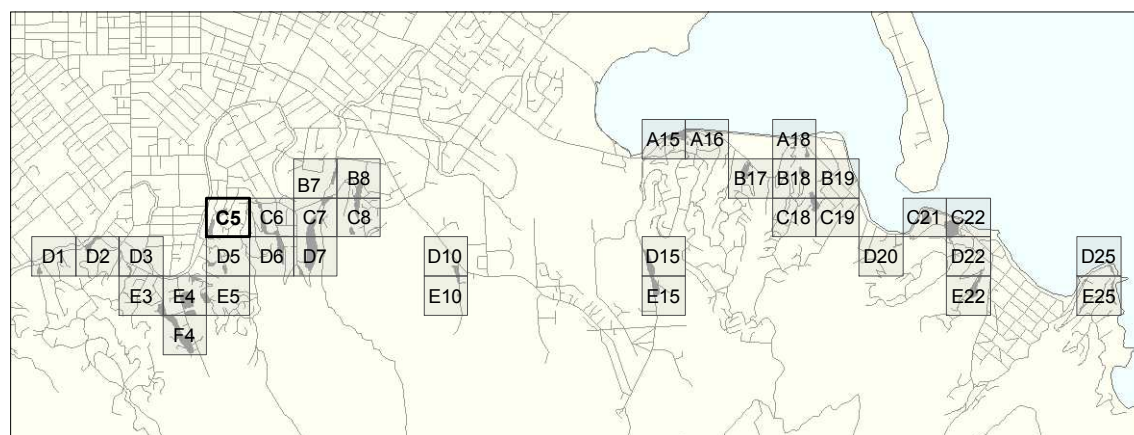 A15 A16 A18
B7 B8 B17 B18 B19
C5 C6 C7 C8 C18 C19 C21 C22
D1 D2 D3 D5 D6 D7 D10 D15 D20 D22 D25
E3 E4 E5 E10 E15 E22 E25
F4